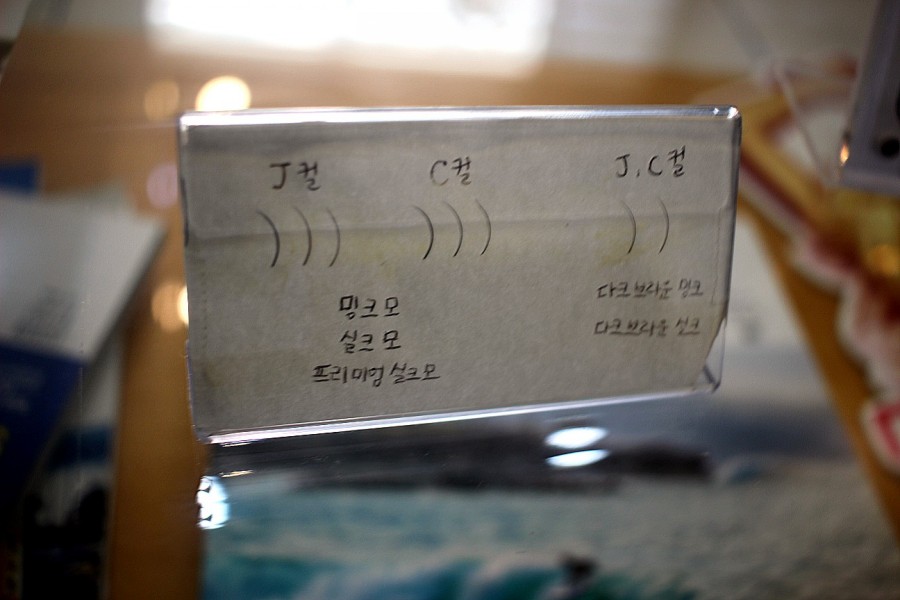 J컬 C컬 J.C컬
밍크모
실크모
프리미엄 실크모
다크브라운 밍크
다크브라운 실크